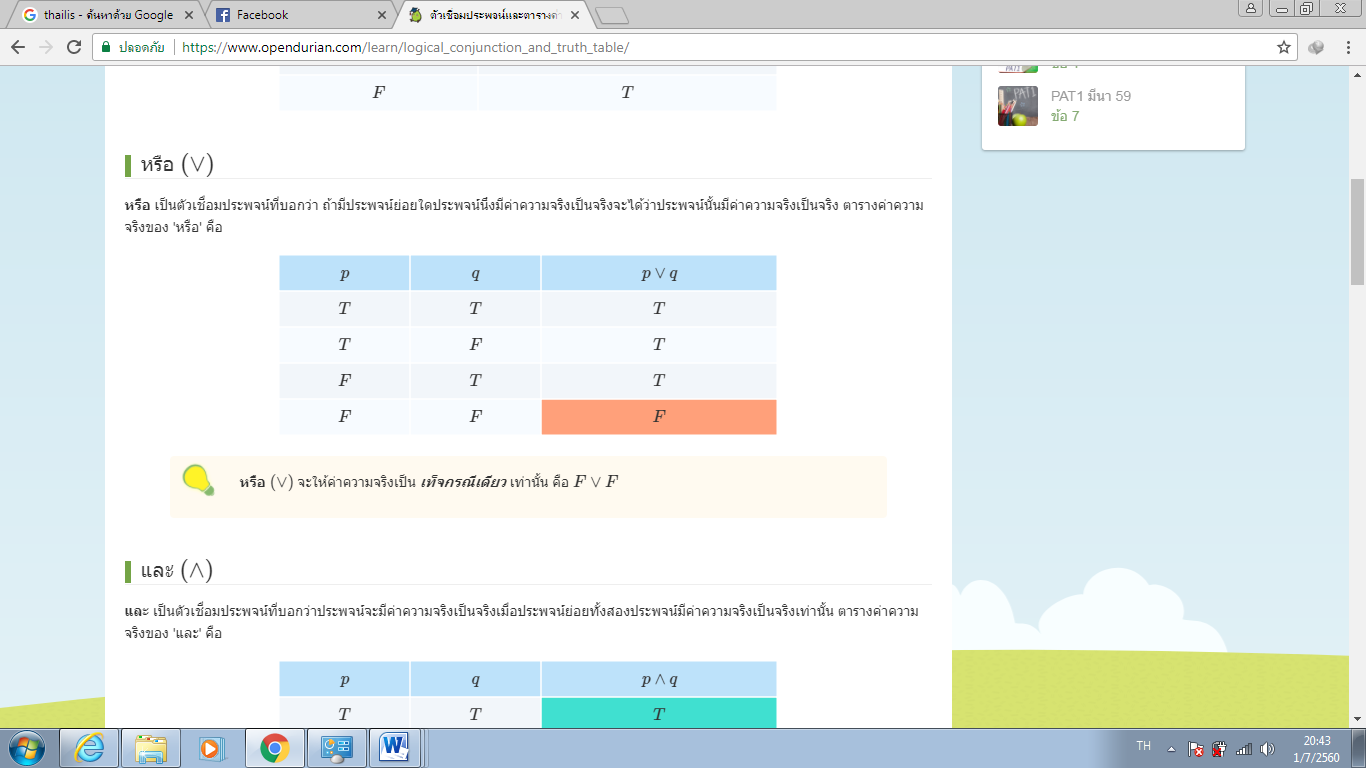 thailis - ค้นหาด้วย Google
Facebook
ตัวเชื่อมประพจน์และตารางค่า
ปลอดภัย
https://www.opendurian.com/learn/logical_conjunction_and_truth_table/
F T
หรือ (∨)
หรือ เป็นตัวเชื่อมประพจน์ที่บอกว่า ถ้ามีประพจน์ย่อยใดประพจน์นึงมีค่าความจริงเป็นจริงจะได้ว่าประพจน์นั้นมีค่าความจริงเป็นจริง ตารางค่าความ
จริงของ 'หรือ' คือ
p q p ∨ q
T T T
T F T
F T T
F F F
หรือ (∨) จะให้ค่าความจริงเป็น เท็จกรณีเดียว เท่านั้น คือ F ∨ F
และ (∧)
และ เป็นตัวเชื่อมประพจน์ที่บอกว่าประพจน์จะมีค่าความจริงเป็นจริงเมื่อประพจน์ย่อยทั้งสองประพจน์มีค่าความจริงเป็นจริงเท่านั้น ตารางค่าความ
จริงของ 'และ' คือ
p q p ∧ q
T T T
PAT1 มีนา 59
ข้อ 7
TH
20:43
1/7/2560